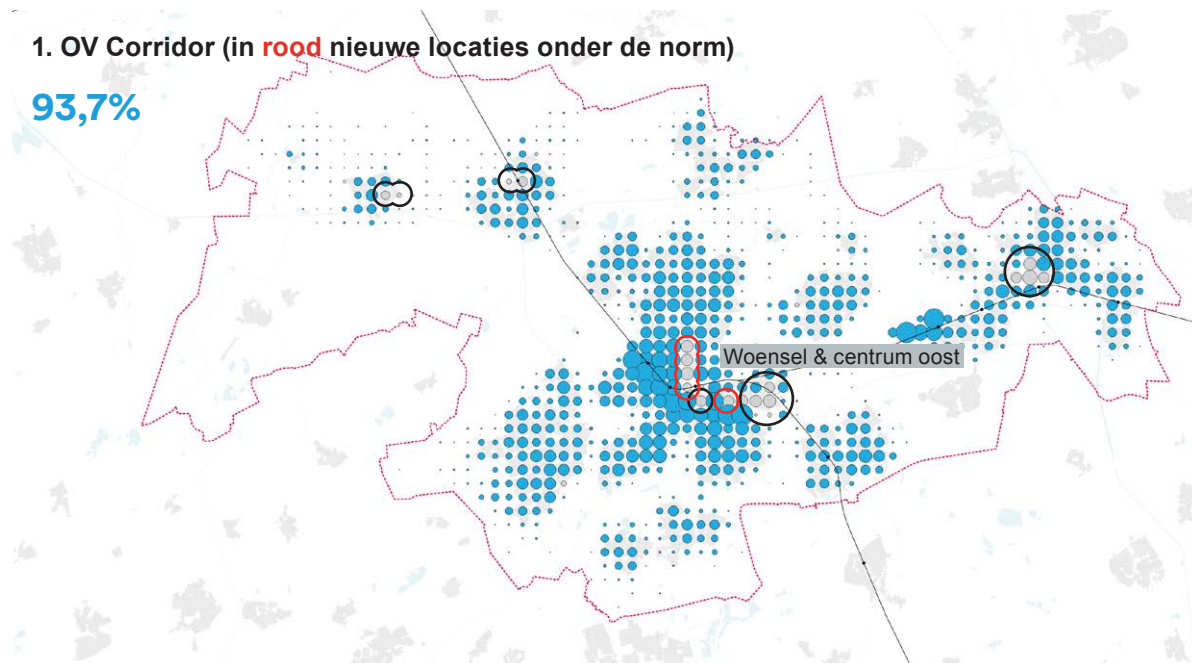 1. OV Corridor (in rood nieuwe locaties onder de norm)
93,7%
Woensel & centrum oost